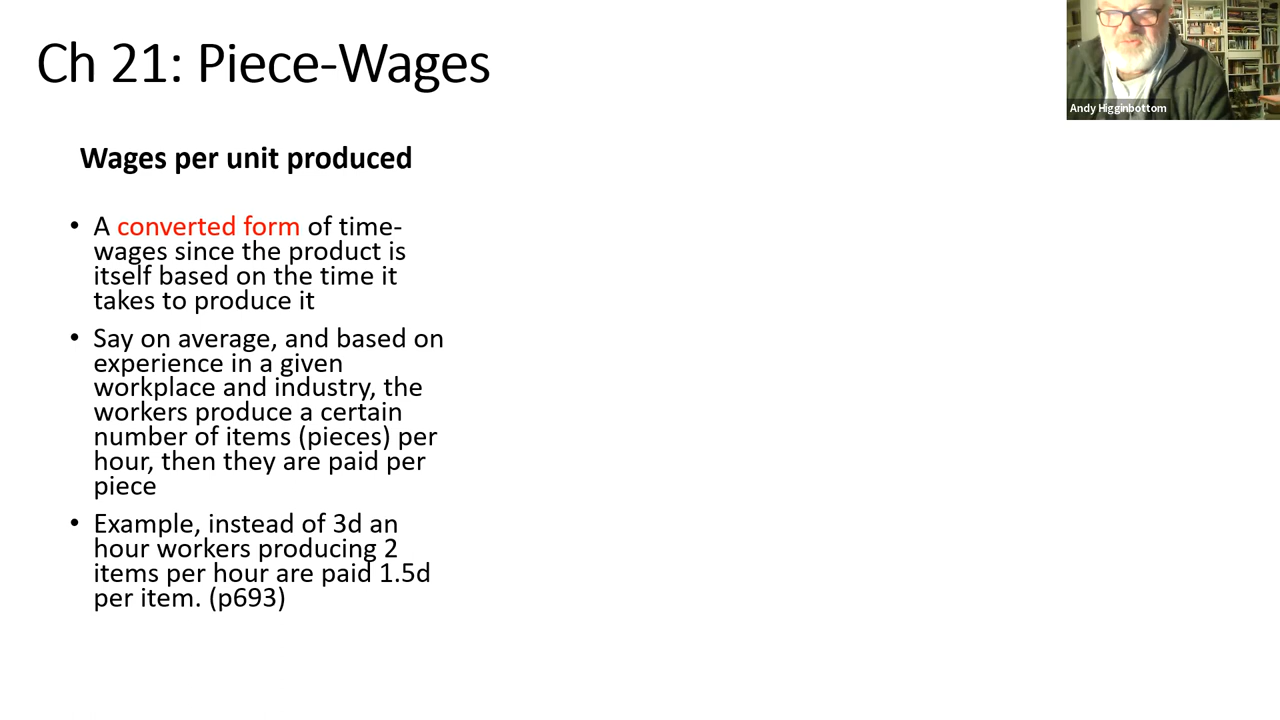 Ch 21: Piece-Wages
Andy Higginbottom
Wages per unit produced
• A converted form of time-
wages since the product is
itself based on the time it
takes to produce it
• Say on average, and based on
experience in a given
workplace and industry, the
workers produce a certain
number of items (pieces) per
hour, then they are paid per
piece
• Example, instead of 3d an
hour workers producing 2
items per hour are paid 1.5d
per item. (p693)